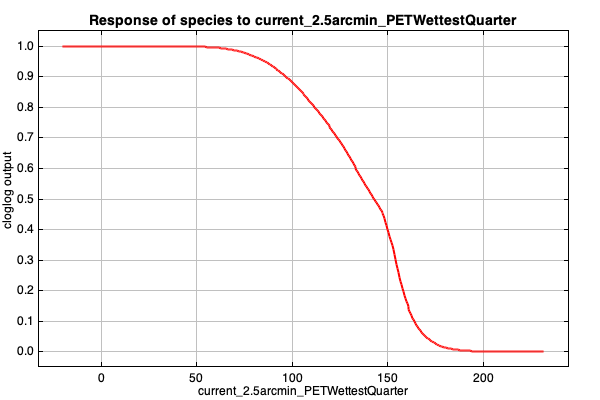 Response of species to current_2.5arcmin_PETWettestQuarter
1.0
0.9
0.8
0.7
0.6
0.5
0.4
0.3
0.2
0.1
0.0
cloglog output
0 50 100 150 200
current_2.5arcmin_PETWettestQuarter